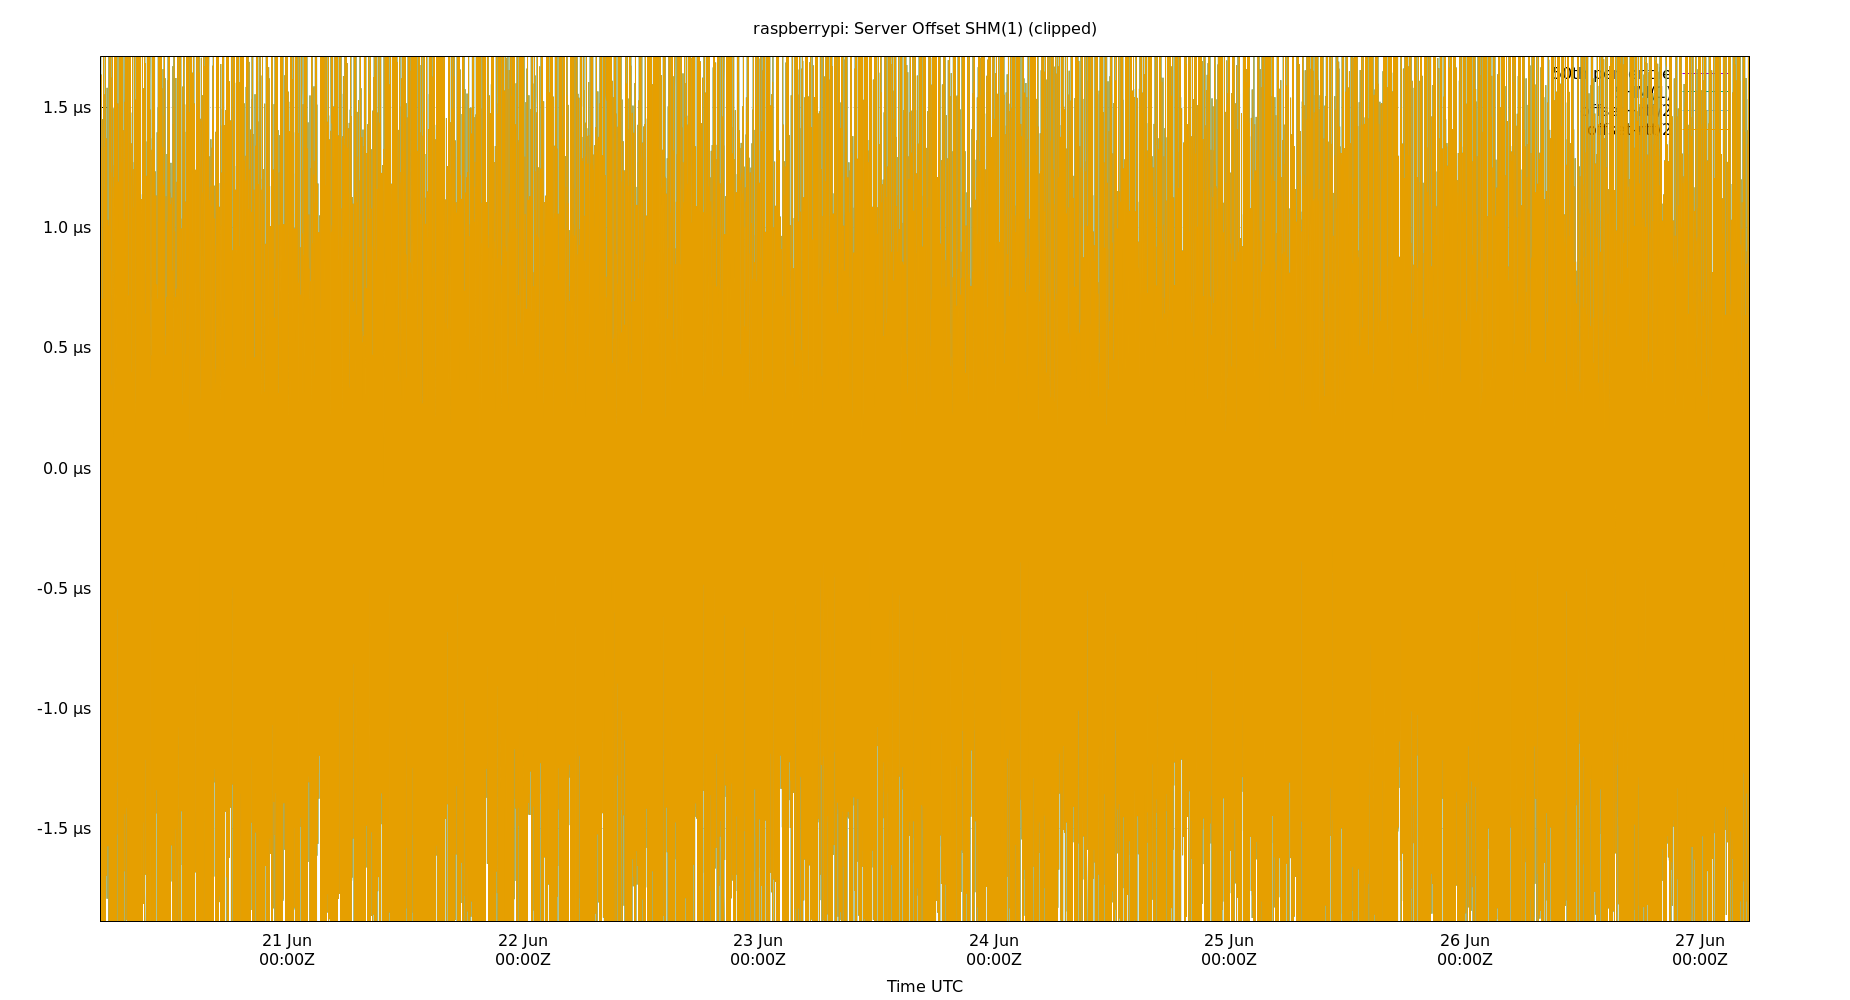 raspberrypi: Server Offset SHM(1) (clipped)
1.5 µs
1.0 µs
0.5 µs
0.0 µs
-0.5 µs
-1.0 µs
-1.5 µs
21 Jun 22 Jun 23 Jun 24 Jun 25 Jun 26 Jun 27 Jun
00:00Z 00:00Z 00:00Z 00:00Z 00:00Z 00:00Z 00:00Z
Time UTC